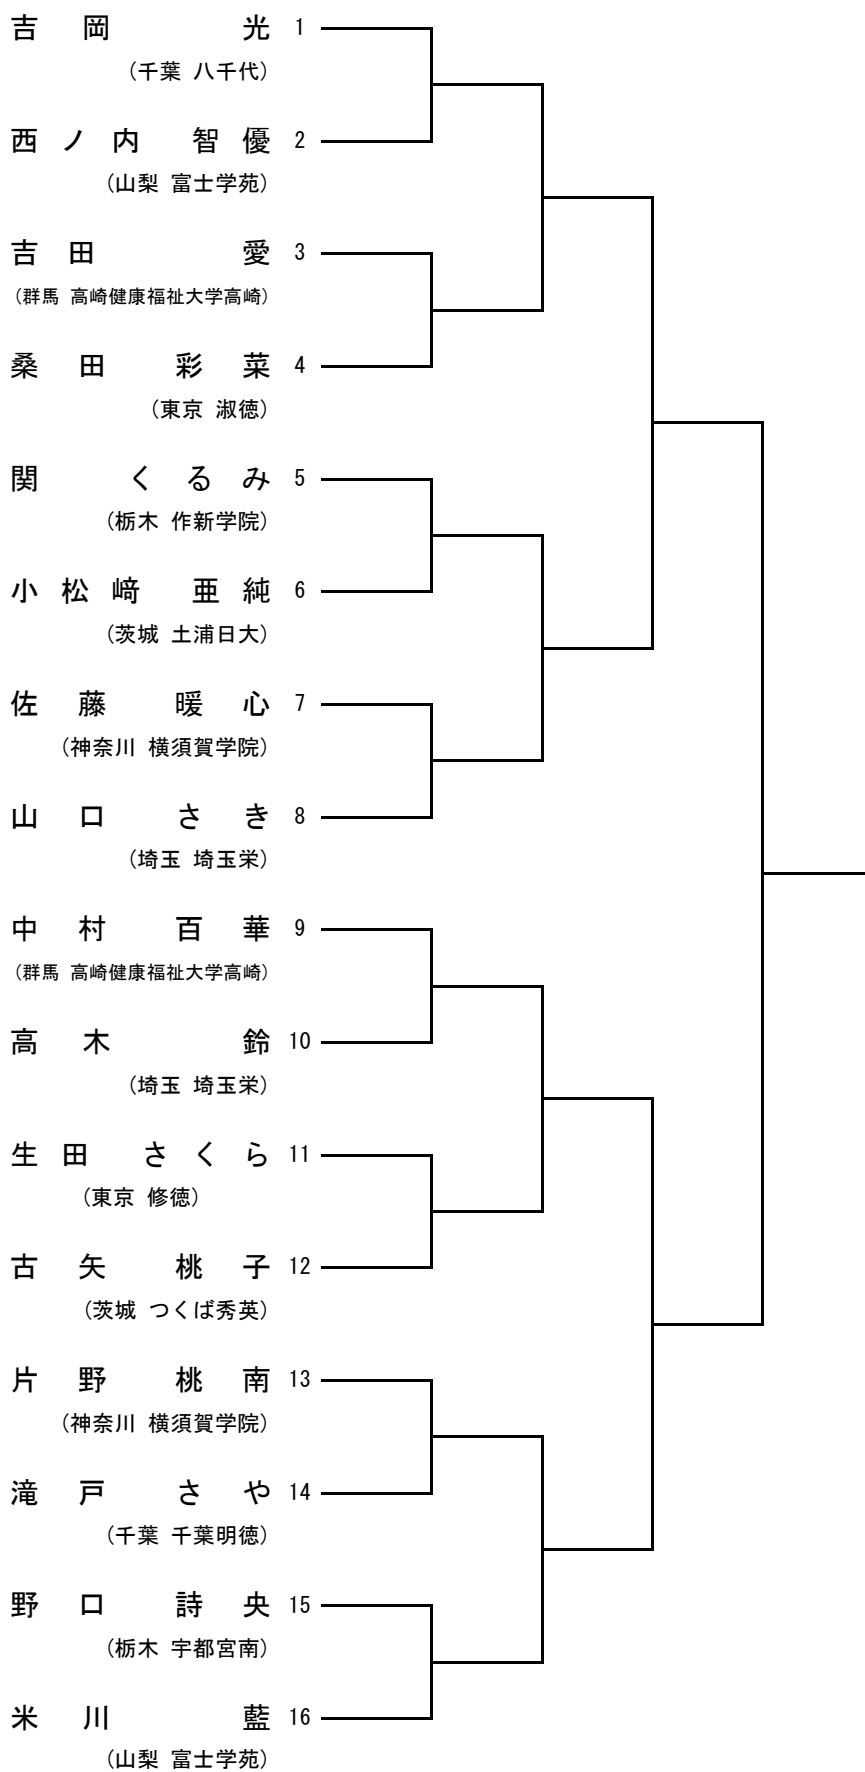 吉岡 光 1
(千葉 八千代)
西ノ内 智優 2
(山梨 富士学苑)
吉田 愛 3
(群馬 高崎健康福祉大学高崎)
桑田 彩菜 4
(東京 淑徳)
関 くるみ 5
(栃木 作新学院)
小松﨑 亜純 6
(茨城 土浦日大)
佐藤 暖心 7
(神奈川 横須賀学院)
山口 さき 8
(埼玉 埼玉栄)
中村 百華 9
(群馬 高崎健康福祉大学高崎)
高木 鈴 10
(埼玉 埼玉栄)
生田 さくら 11
(東京 修徳)
古矢 桃子 12
(茨城 つくば秀英)
片野 桃南 13
(神奈川 横須賀学院)
滝戸 さや 14
(千葉 千葉明徳)
野口 詩央 15
(栃木 宇都宮南)
米川 藍 16
(山梨 富士学苑)